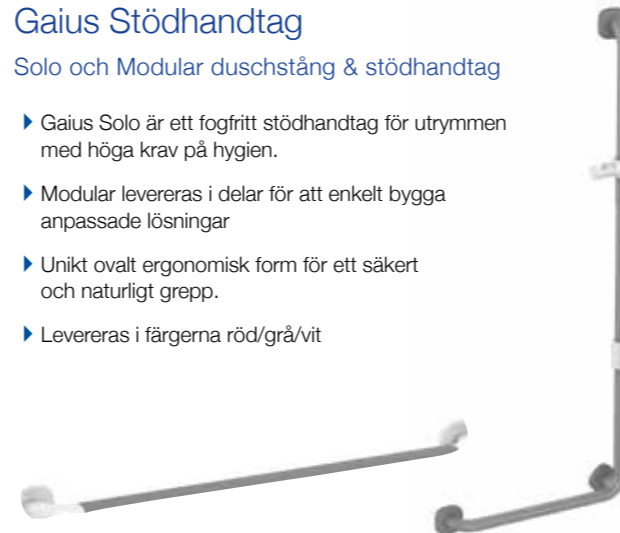 Gaius Stödhandtag
Solo och Modular duschstång & stödhandtag
Gaius Solo är ett fogfritt stödhandtag för utrymmen
med höga krav på hygien.
Modular levereras i delar för att enkelt bygga
anpassade lösningar
Unikt ovalt ergonomisk form för ett säkert
och naturligt grepp.
Levereras i färgerna röd/grå/vit